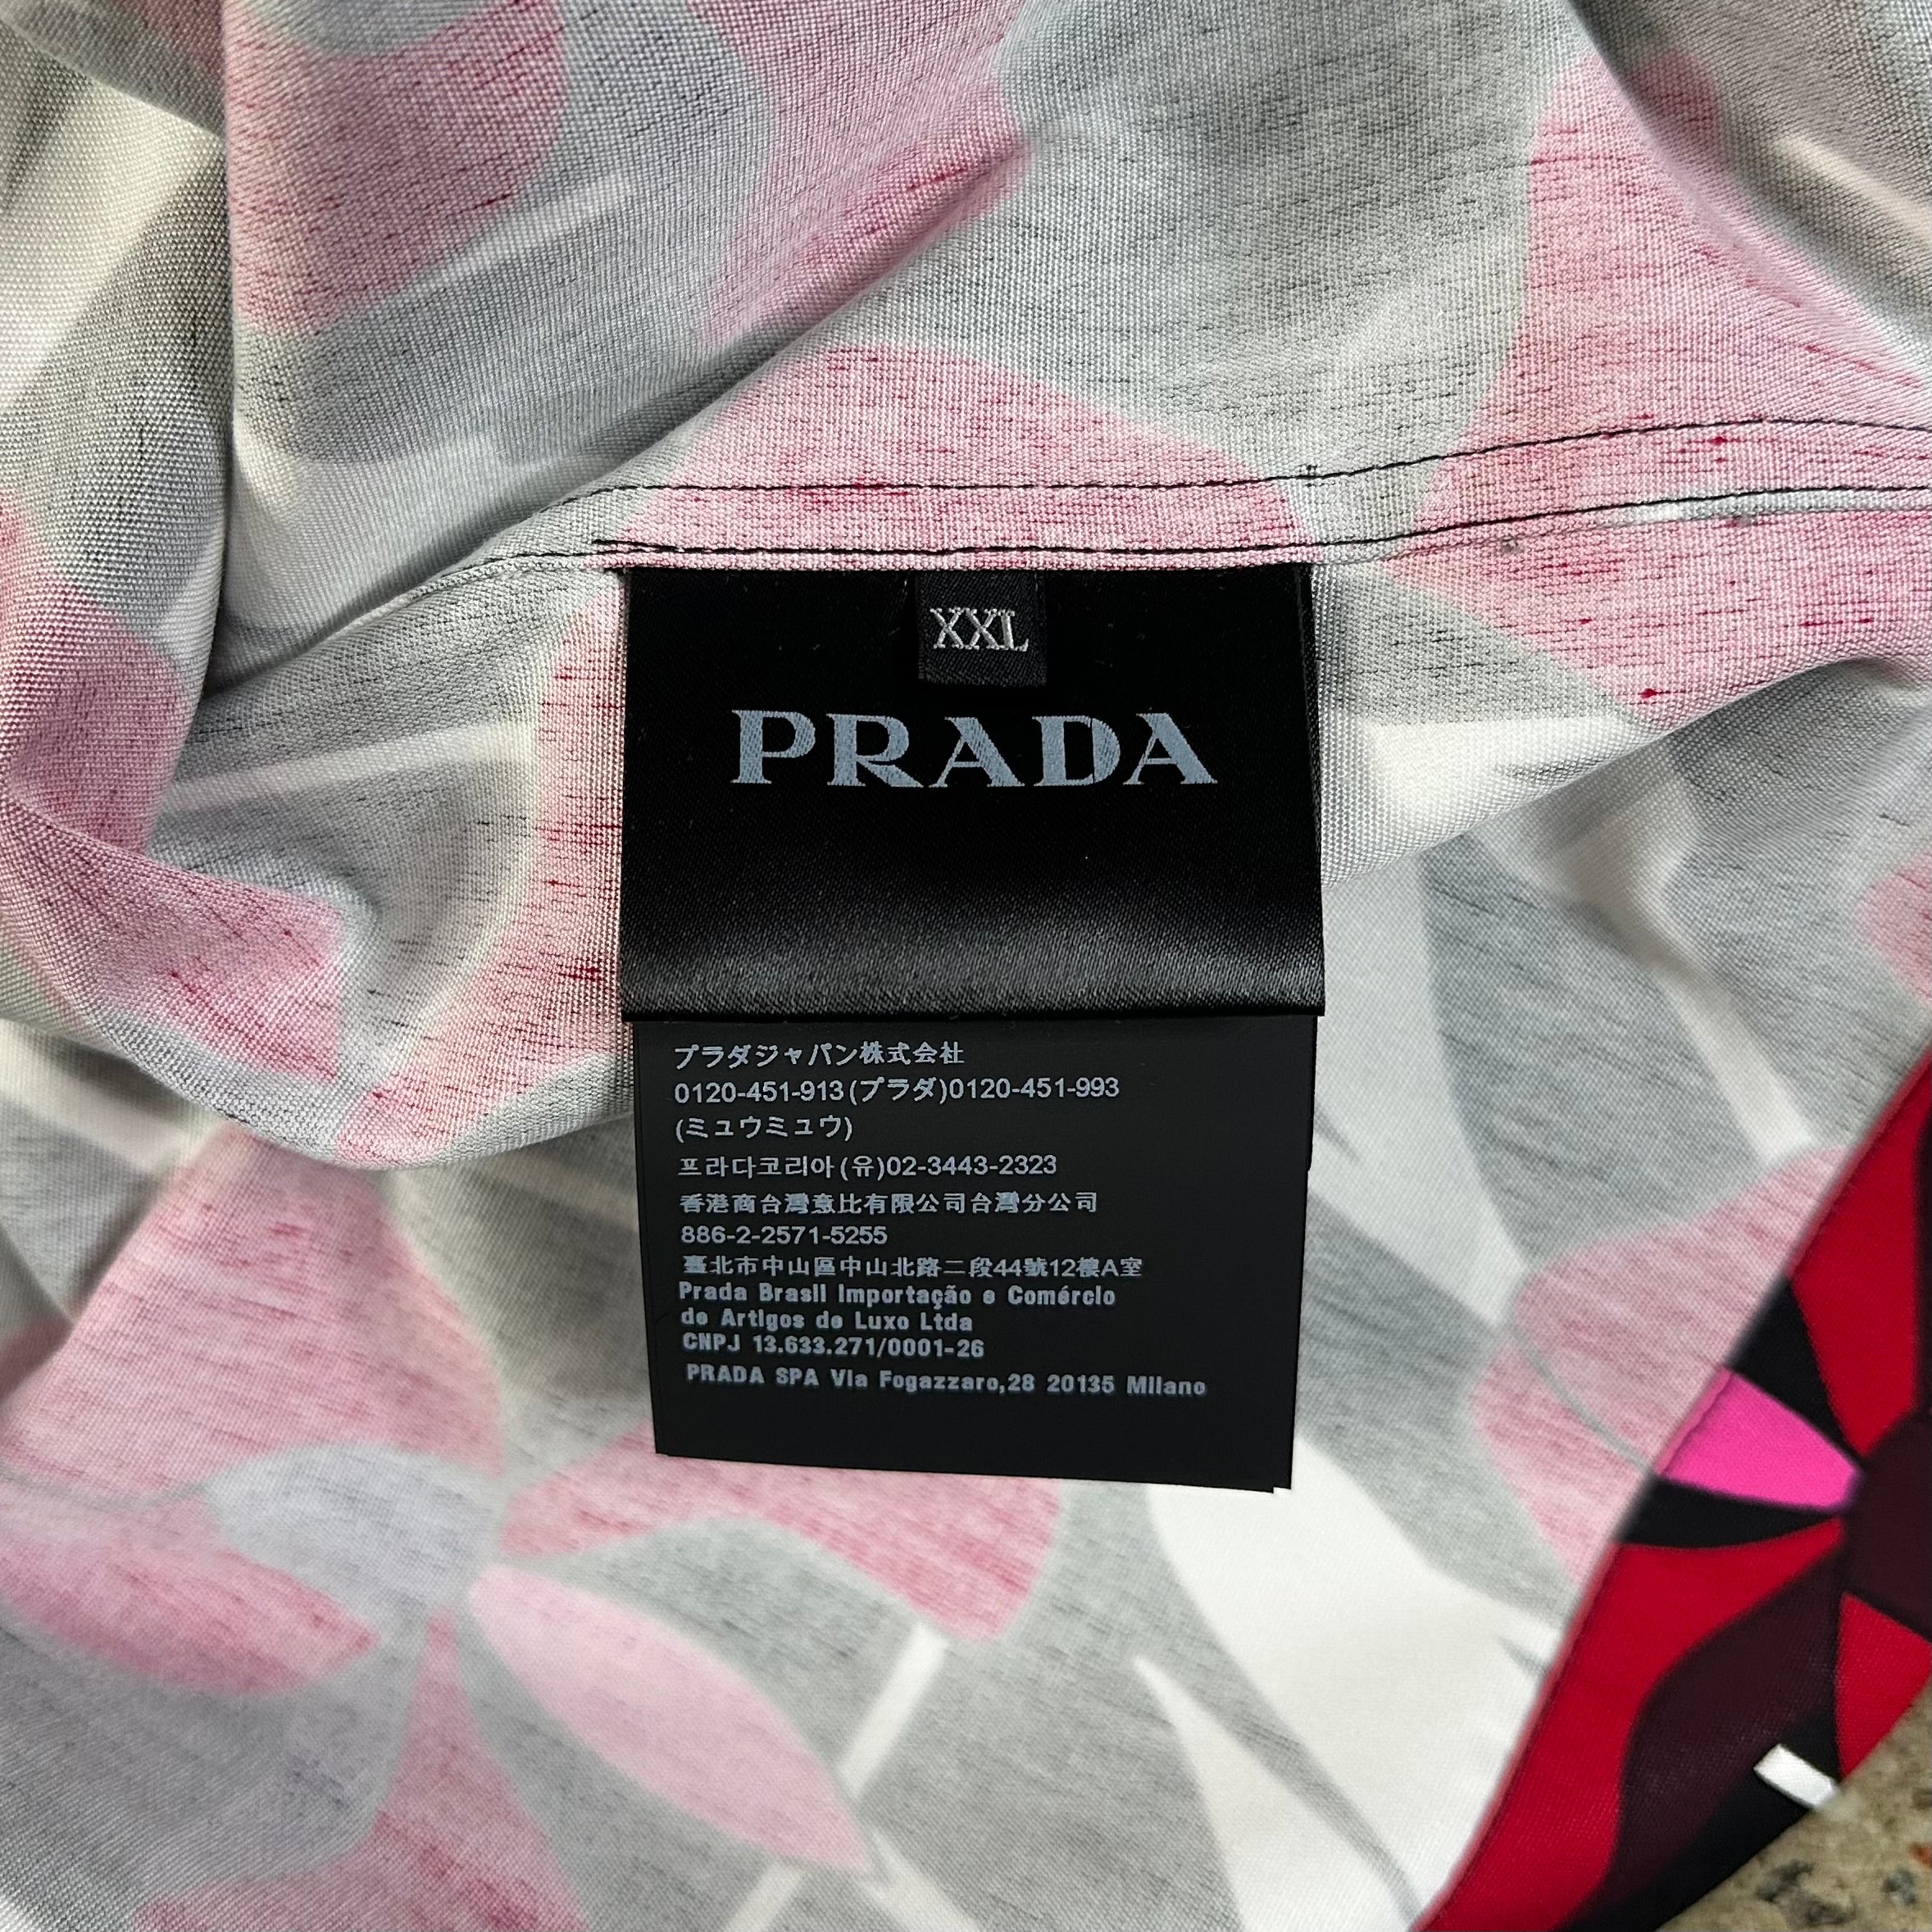 XXL
PRADA
プラダジャパン株式会社
0120-451-913(プラダ)0120-451-993
(ミュウミュウ)
프라다코리아(유)02-3443-2323
香港商台灣意比有限公司台灣分公司
886-2-2571-5255
臺北市中山區中山北路二段44號12樓A室
Prada Brasil Importação e Comércio
de Artigos de Luxo Ltda
CNPJ 13.633.271/0001-26
PRADA SPA Via Fogazzaro,28 20135 Milano